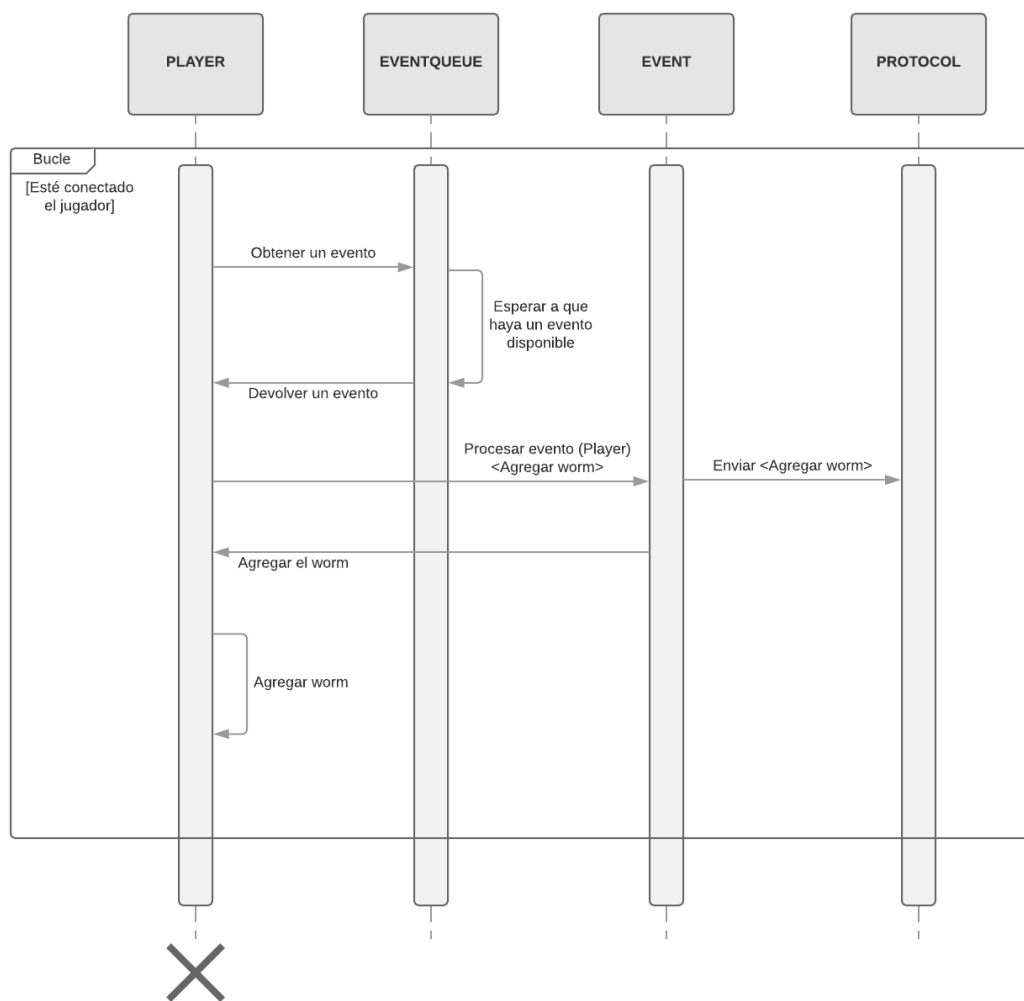 PLAYER
EVENTQUEUE
EVENT
PROTOCOL
Bucle
[Esté conectado
el jugador]
Obtener un evento
Esperar a que
haya un evento
disponible
Devolver un evento
Procesar evento (Player)
<Agregar worm>
Enviar <Agregar worm>
Agregar el worm
Agregar worm